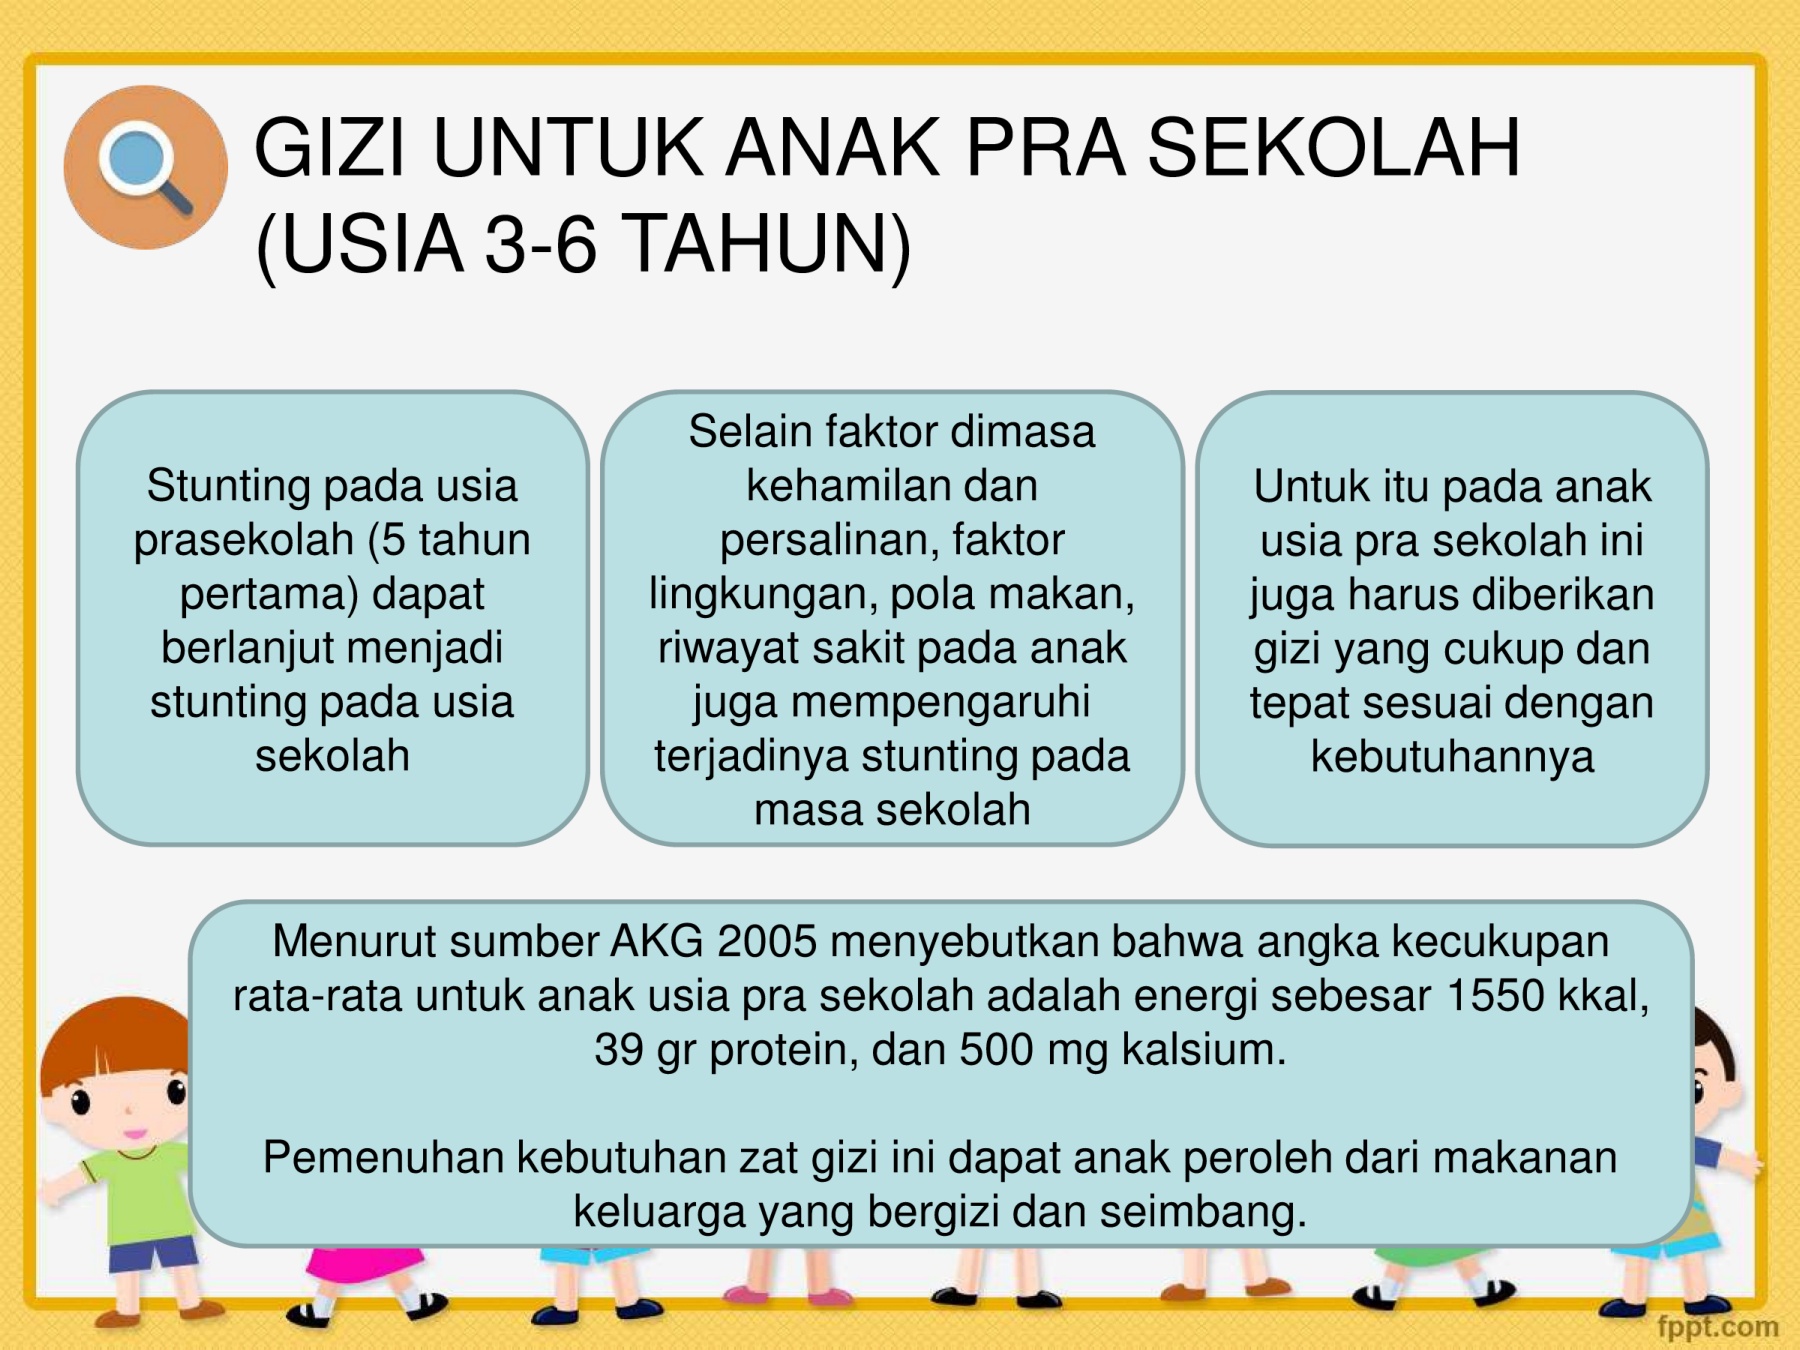 GIZI UNTUK ANAK PRA SEKOLAH
(USIA 3-6 TAHUN)
Stunting pada usia
prasekolah (5 tahun
pertama) dapat
berlanjut menjadi
stunting pada usia
sekolah
Selain faktor dimasa
kehamilan dan
persalinan, faktor
lingkungan, pola makan,
riwayat sakit pada anak
juga mempengaruhi
terjadinya stunting pada
masa sekolah
Untuk itu pada anak
usia pra sekolah ini
juga harus diberikan
gizi yang cukup dan
tepat sesuai dengan
kebutuhannya
Menurut sumber AKG 2005 menyebutkan bahwa angka kecukupan
rata-rata untuk anak usia pra sekolah adalah energi sebesar 1550 kkal,
39 gr protein, dan 500 mg kalsium.
Pemenuhan kebutuhan zat gizi ini dapat anak peroleh dari makanan
keluarga yang bergizi dan seimbang.
fppt.com